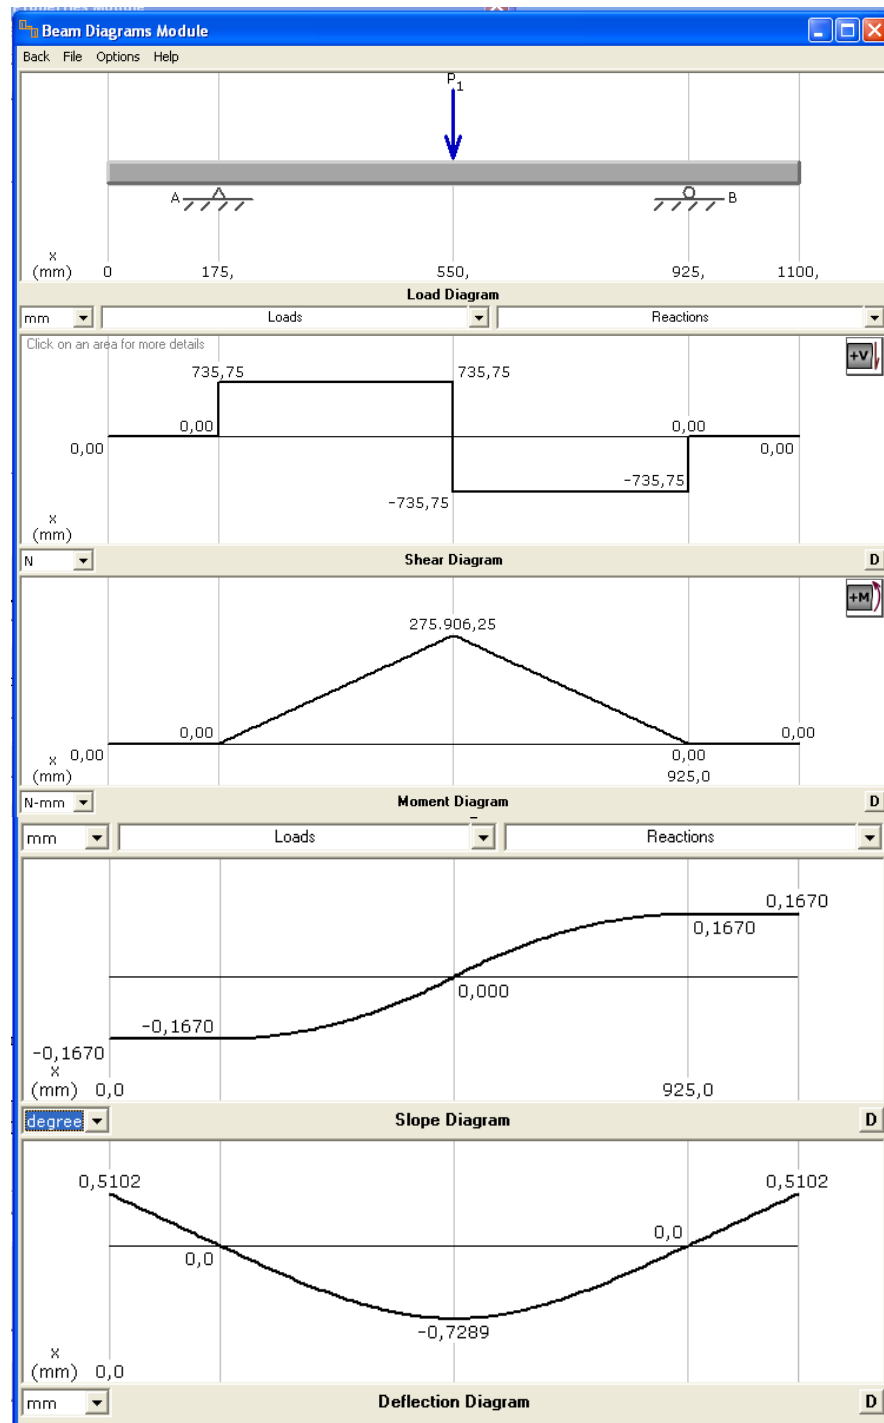 Beam Diagrams Module
Back File Options Help
P1
A B
x
(mm) 0 175, 550, 925, 1100,
Load Diagram
mm Loads Reactions
Click on an area for more details
+V
735,75 735,75
0,00 0,00
0,00 0,00
-735,75 -735,75
x
(mm)
N Shear Diagram D
+M
275.906,25
0,00 0,00
x 0,00 0,00
(mm) 925,0
N-mm Moment Diagram D
mm Loads Reactions
0,1670
0,1670
0,000
-0,1670
-0,1670
x
(mm) 0,0 925,0
degree Slope Diagram D
0,5102 0,5102
0,0 0,0
-0,7289
x
(mm) 0,0
mm Deflection Diagram D